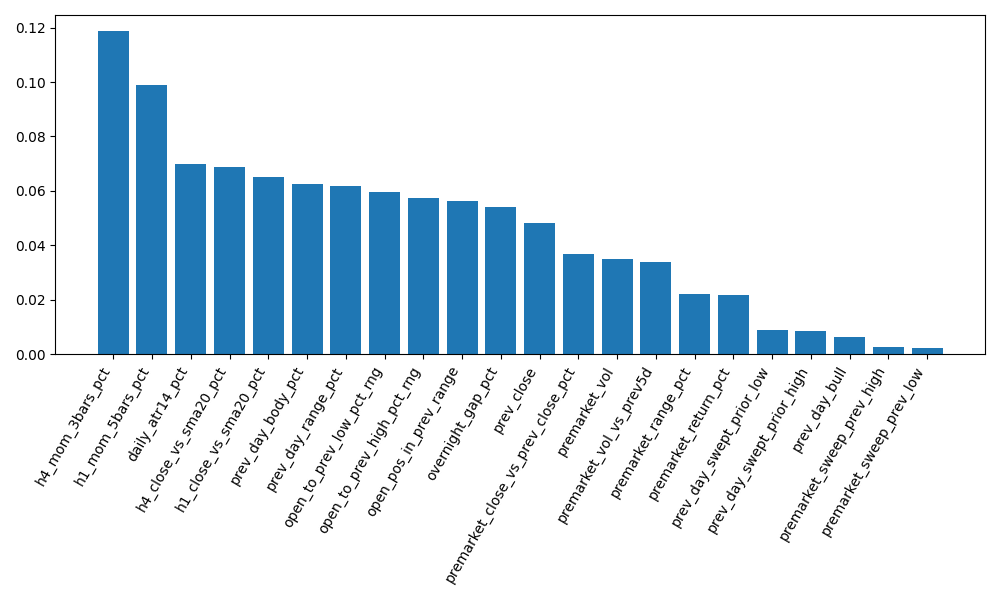 0.12
0.10
0.08
0.06
0.04
0.02
0.00
h4_mom_3bars_pct
h1_mom_5bars_pct
daily_atr14_pct
h4_close_vs_sma20_pct
h1_close_vs_sma20_pct
prev_day_body_pct
prev_day_range_pct
open_to_prev_low_pct_rng
open_to_prev_high_pct_rng
open_pos_in_prev_range
overnight_gap_pct
prev_close
premarket_close_vs_prev_close_pct
premarket_vol
premarket_vol_vs_prev5d
premarket_range_pct
premarket_return_pct
prev_day_swept_prior_low
prev_day_swept_prior_high
prev_day_bull
premarket_sweep_prev_high
premarket_sweep_prev_low